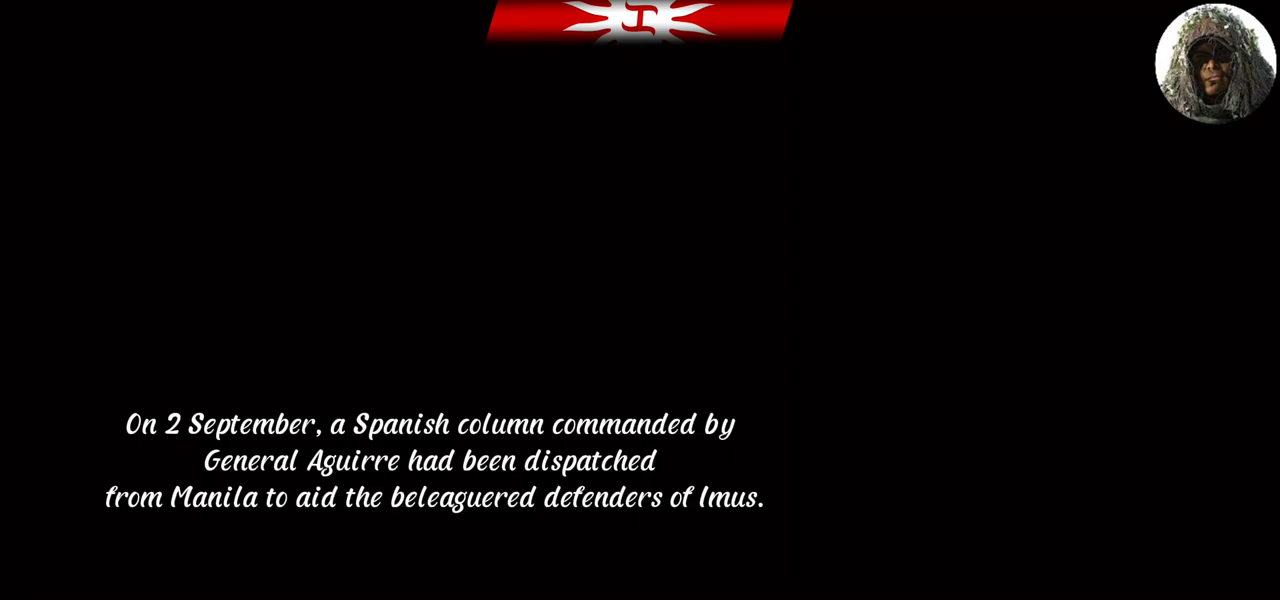 On 2 September, a Spanish column commanded by
General Aguirre had been dispatched
from Manila to aid the beleaguered defenders of Imus.